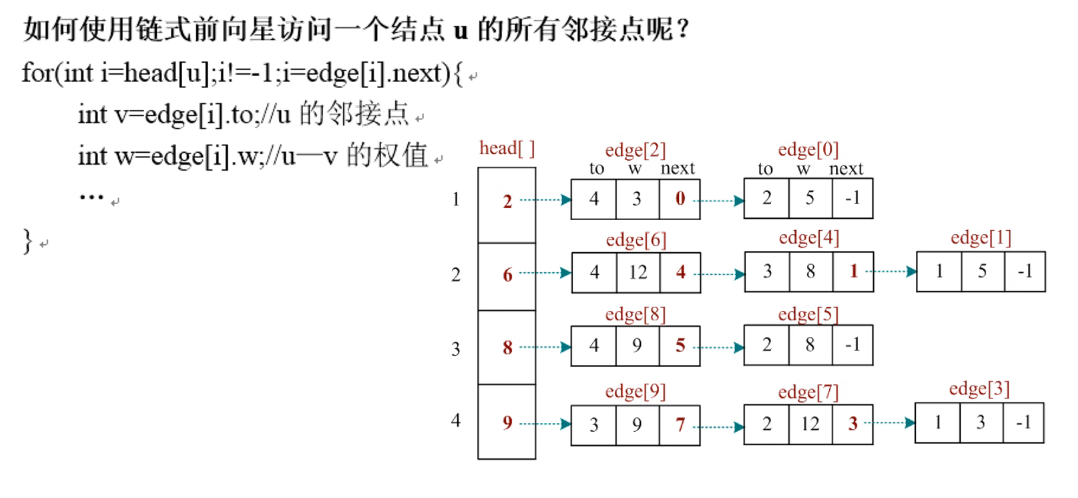 如何使用链式前向星访问一个结点 u 的所有邻接点呢？
for(int i=head[u];i!=-1;i=edge[i].next){
int v=edge[i].to;//u 的邻接点
int w=edge[i].w;//u—v 的权值
…
}
head[ ]
edge[2]
edge[0]
to w next
to w next
1 2 4 3 0 2 5 -1
edge[6]
edge[4]
edge[1]
2 6 4 12 4 3 8 1 1 5 -1
edge[8]
edge[5]
3 8 4 9 5 2 8 -1
edge[9]
edge[7]
edge[3]
4 9 3 9 7 2 12 3 1 3 -1